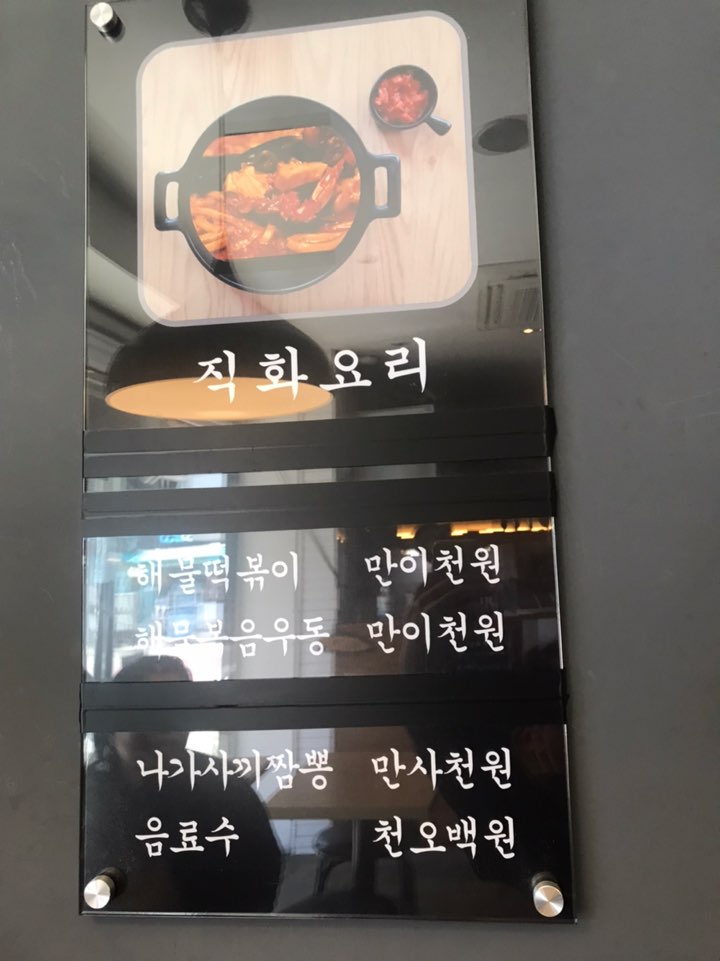 직화요리
해물떡볶이 만이천원
해물볶음우동 만이천원
나가사끼짬뽕 만사천원
음료수 천오백원